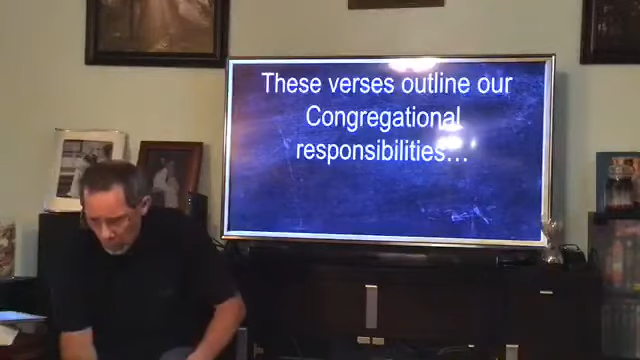 These verses outline our
Congregational
responsibilities…